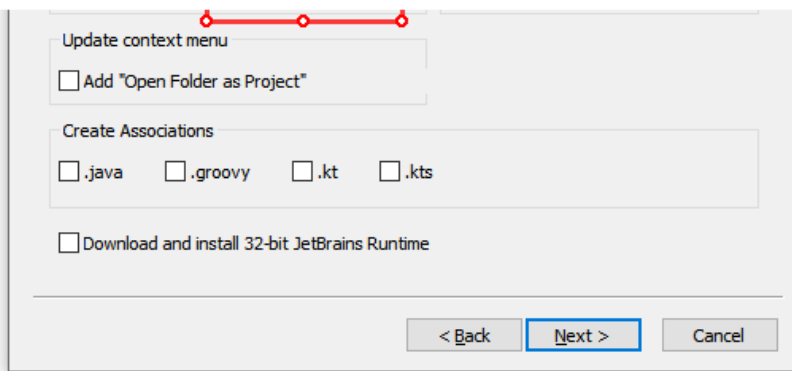 Update context menu
Add "Open Folder as Project"
Create Associations
.java .groovy .kt .kts
Download and install 32-bit JetBrains Runtime
< Back Next > Cancel